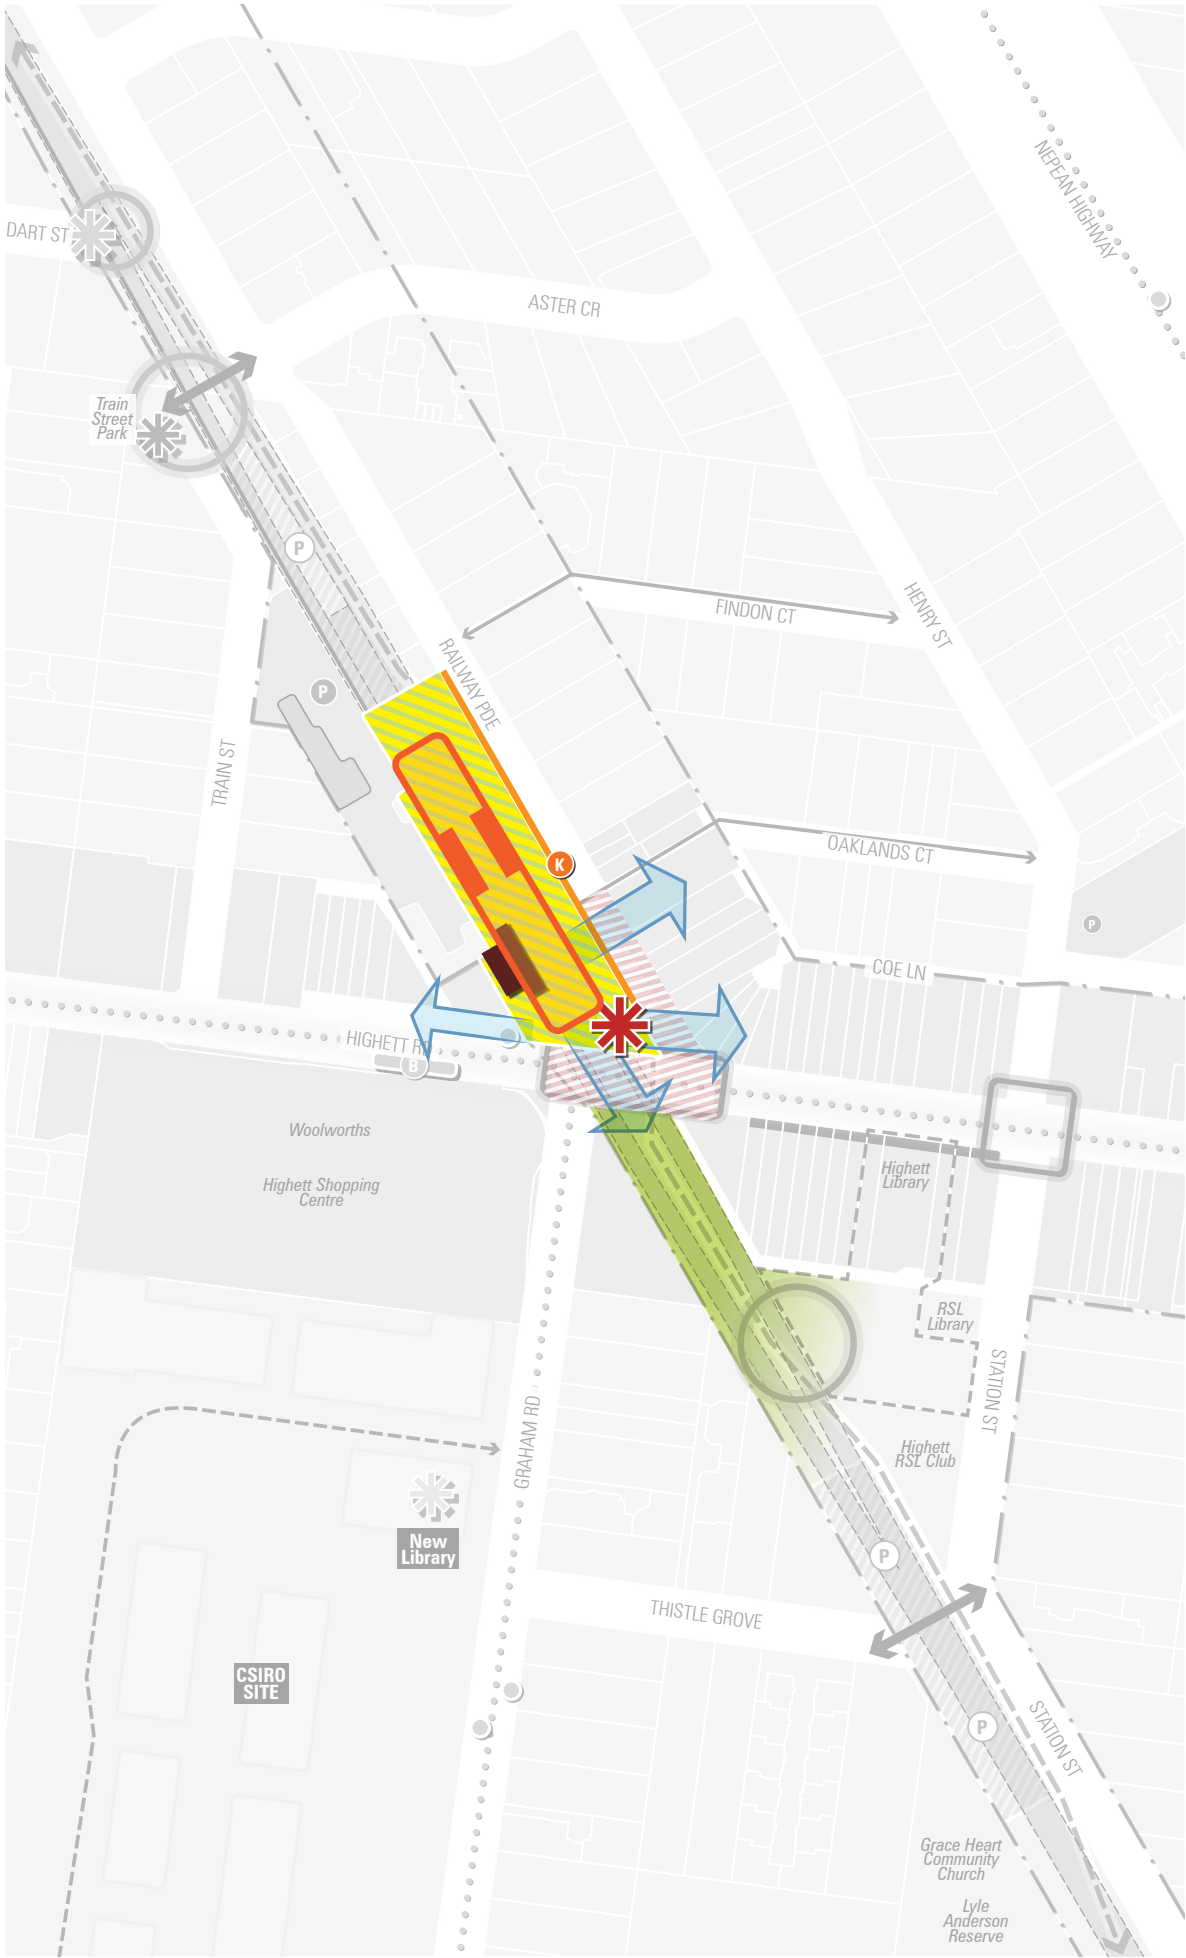 NEPEAN HIGHWAY
DART ST
ASTER CR
Train
Street
Park
P
HENRY ST
FINDON CT
RAILWAY PDE
P
TRAIN ST
OAKLANDS CT
K
P
COE LN
HIGHETT RD
B
Woolworths
Highett Shopping
Centre
Highett
Library
RSL
Library
STATION ST
GRAHAM RD
Highett
RSL Club
New
Library
P
THISTLE GROVE
CSIRO
SITE
P
STATION ST
Grace Heart
Community
Church
Lyle
Anderson
Reserve